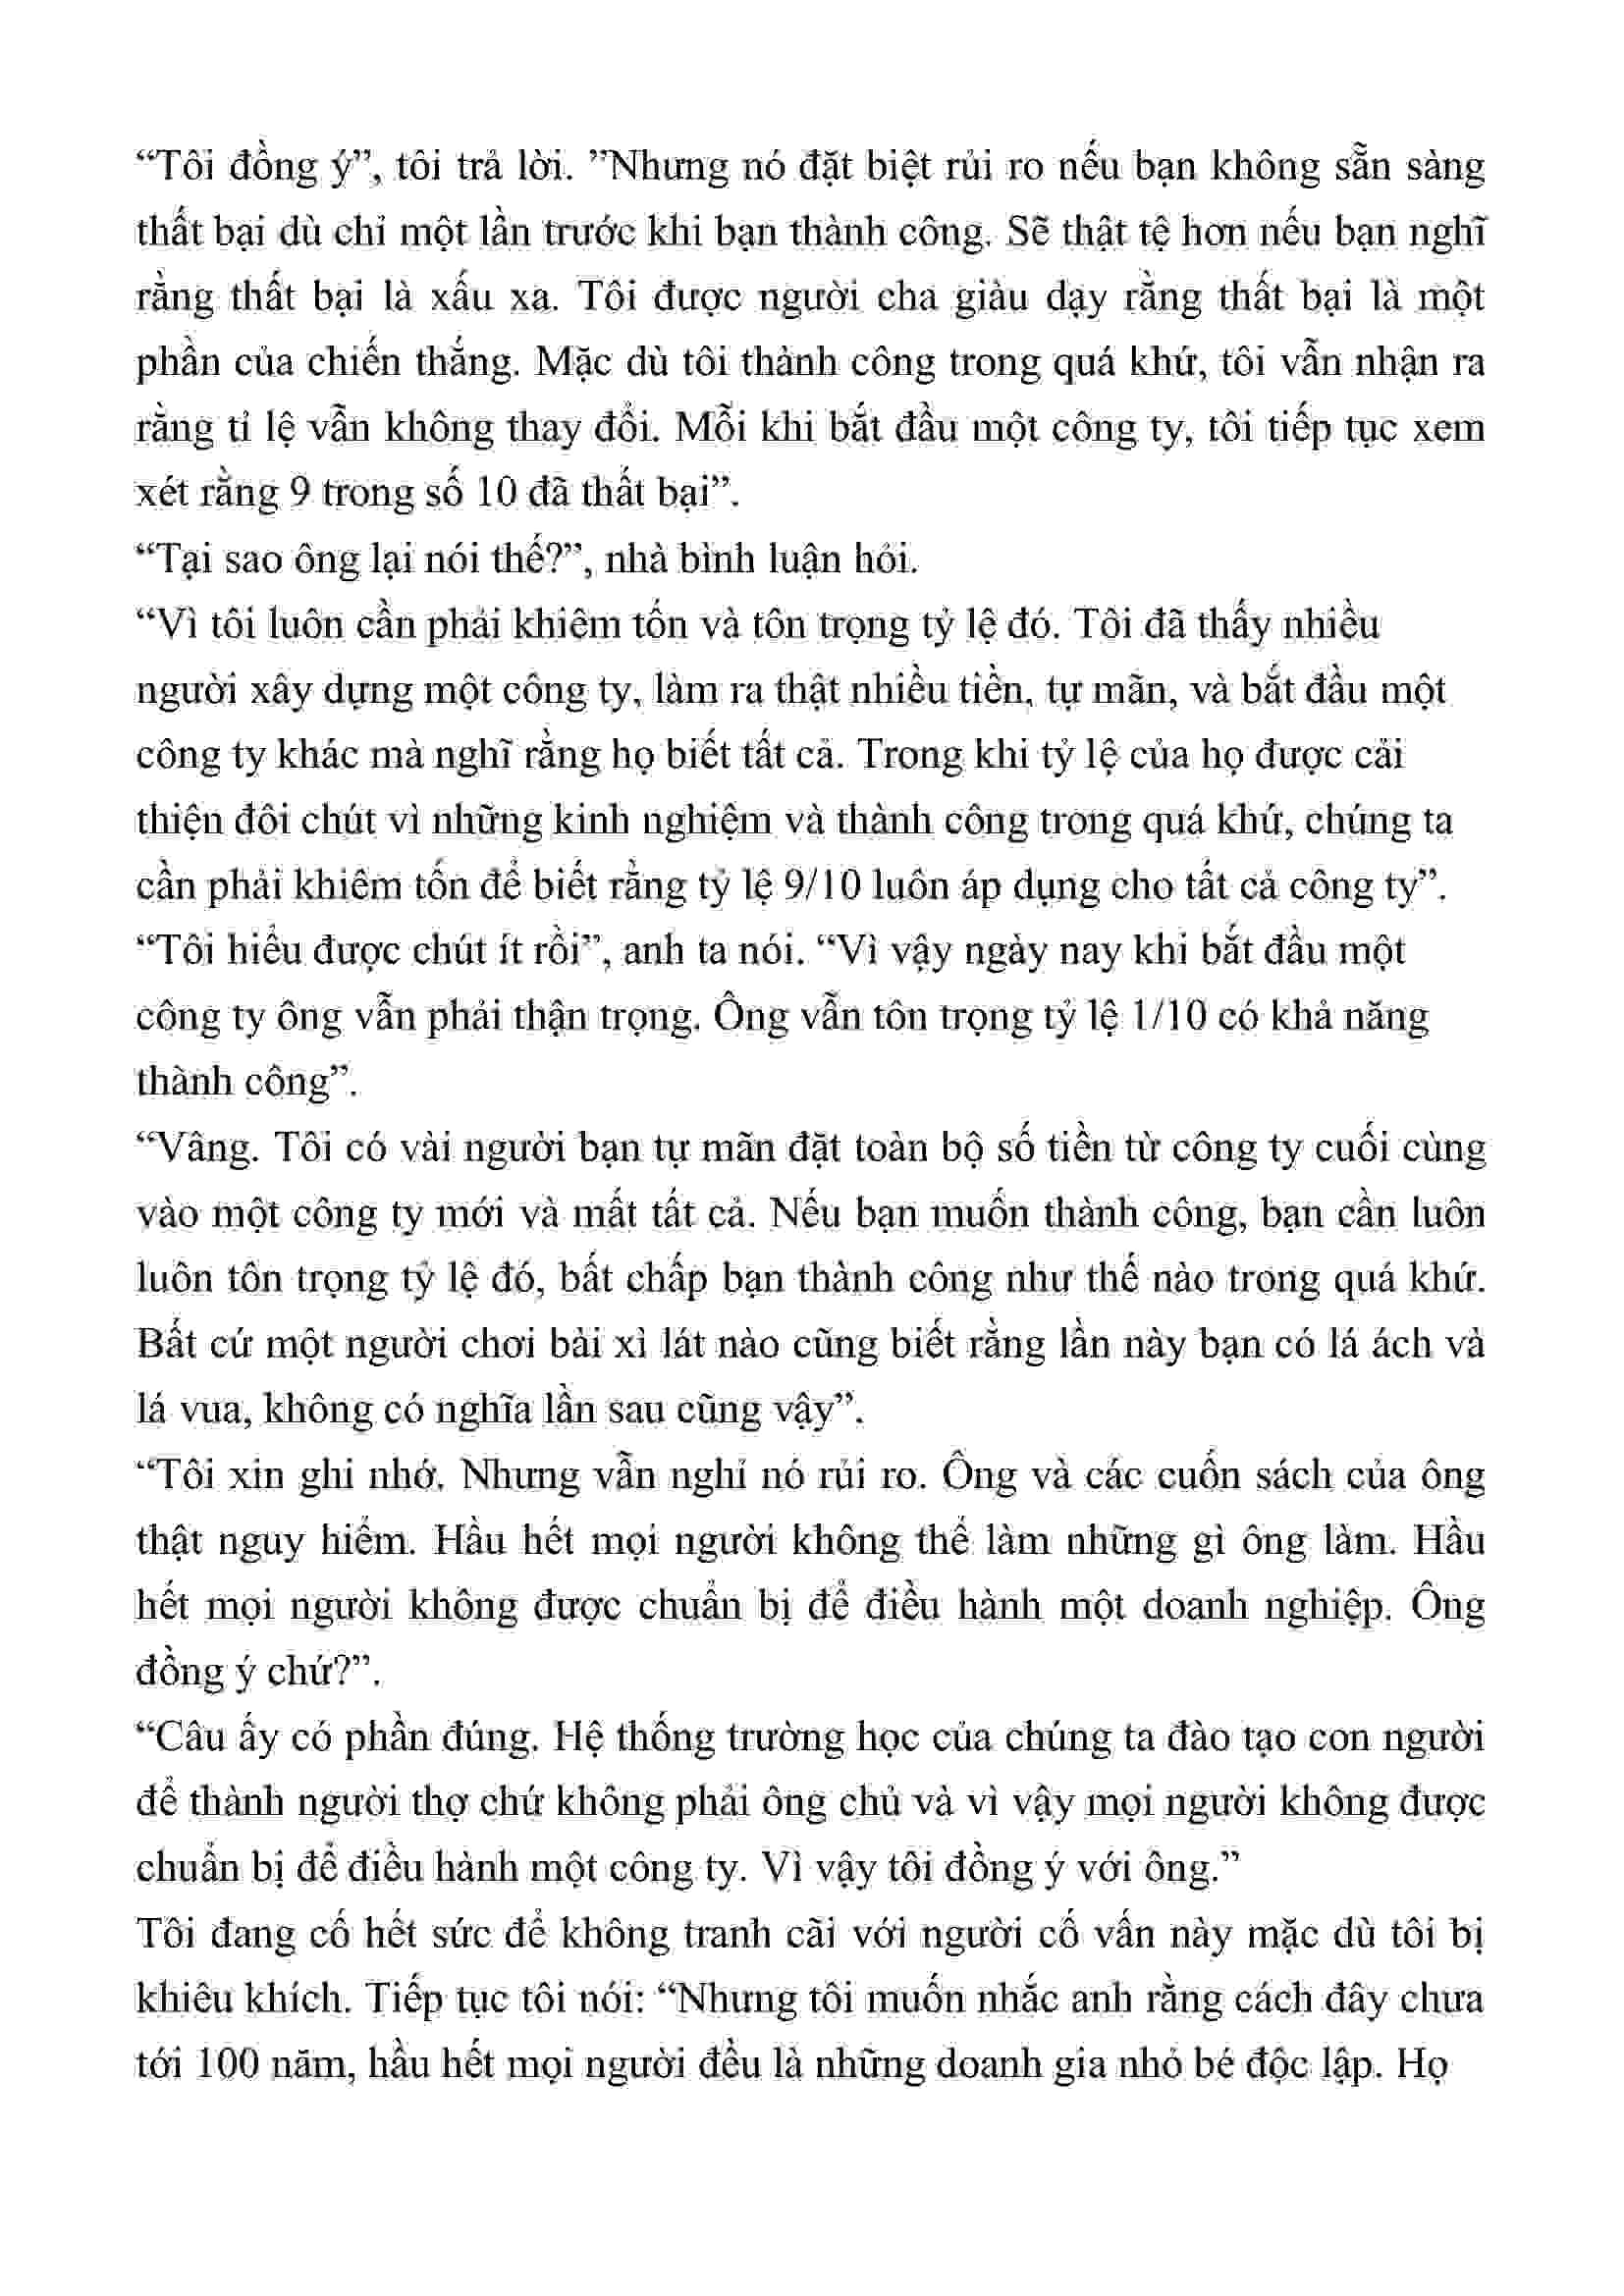 “Tôi đồng ý”, tôi trả lời. ”Nhưng nó đặt biệt rủi ro nếu bạn không sẵn sàng
thất bại dù chỉ một lần trước khi bạn thành công. Sẽ thật tệ hơn nếu bạn nghĩ
rằng thất bại là xấu xa. Tôi được người cha giàu dạy rằng thất bại là một
phần của chiến thắng. Mặc dù tôi thành công trong quá khứ, tôi vẫn nhận ra
rằng tỉ lệ vẫn không thay đổi. Mỗi khi bắt đầu một công ty, tôi tiếp tục xem
xét rằng 9 trong số 10 đã thất bại”.
“Tại sao ông lại nói thế?”, nhà bình luận hỏi.
“Vì tôi luôn cần phải khiêm tốn và tôn trọng tỷ lệ đó. Tôi đã thấy nhiều
người xây dựng một công ty, làm ra thật nhiều tiền, tự mãn, và bắt đầu một
công ty khác mà nghĩ rằng họ biết tất cả. Trong khi tỷ lệ của họ được cải
thiện đôi chút vì những kinh nghiệm và thành công trong quá khứ, chúng ta
cần phải khiêm tốn để biết rằng tỷ lệ 9/10 luôn áp dụng cho tất cả công ty”.
“Tôi hiểu được chút ít rồi”, anh ta nói. “Vì vậy ngày nay khi bắt đầu một
công ty ông vẫn phải thận trọng. Ông vẫn tôn trọng tỷ lệ 1/10 có khả năng
thành công”.
“Vâng. Tôi có vài người bạn tự mãn đặt toàn bộ số tiền từ công ty cuối cùng
vào một công ty mới và mất tất cả. Nếu bạn muốn thành công, bạn cần luôn
luôn tôn trọng tỷ lệ đó, bất chấp bạn thành công như thế nào trong quá khứ.
Bất cứ một người chơi bài xì lát nào cũng biết rằng lần này bạn có lá ách và
lá vua, không có nghĩa lần sau cũng vậy”.
“Tôi xin ghi nhớ. Nhưng vẫn nghỉ nó rủi ro. Ông và các cuốn sách của ông
thật nguy hiểm. Hầu hết mọi người không thể làm những gì ông làm. Hầu
hết mọi người không được chuẩn bị để điều hành một doanh nghiệp. Ông
đồng ý chứ?”.
“Câu ấy có phần đúng. Hệ thống trường học của chúng ta đào tạo con người
để thành người thợ chứ không phải ông chủ và vì vậy mọi người không được
chuẩn bị để điều hành một công ty. Vì vậy tôi đồng ý với ông.”
Tôi đang cố hết sức để không tranh cãi với người cố vấn này mặc dù tôi bị
khiêu khích. Tiếp tục tôi nói: “Nhưng tôi muốn nhắc anh rằng cách đây chưa
tới 100 năm, hầu hết mọi người đều là những doanh gia nhỏ bé độc lập. Họ